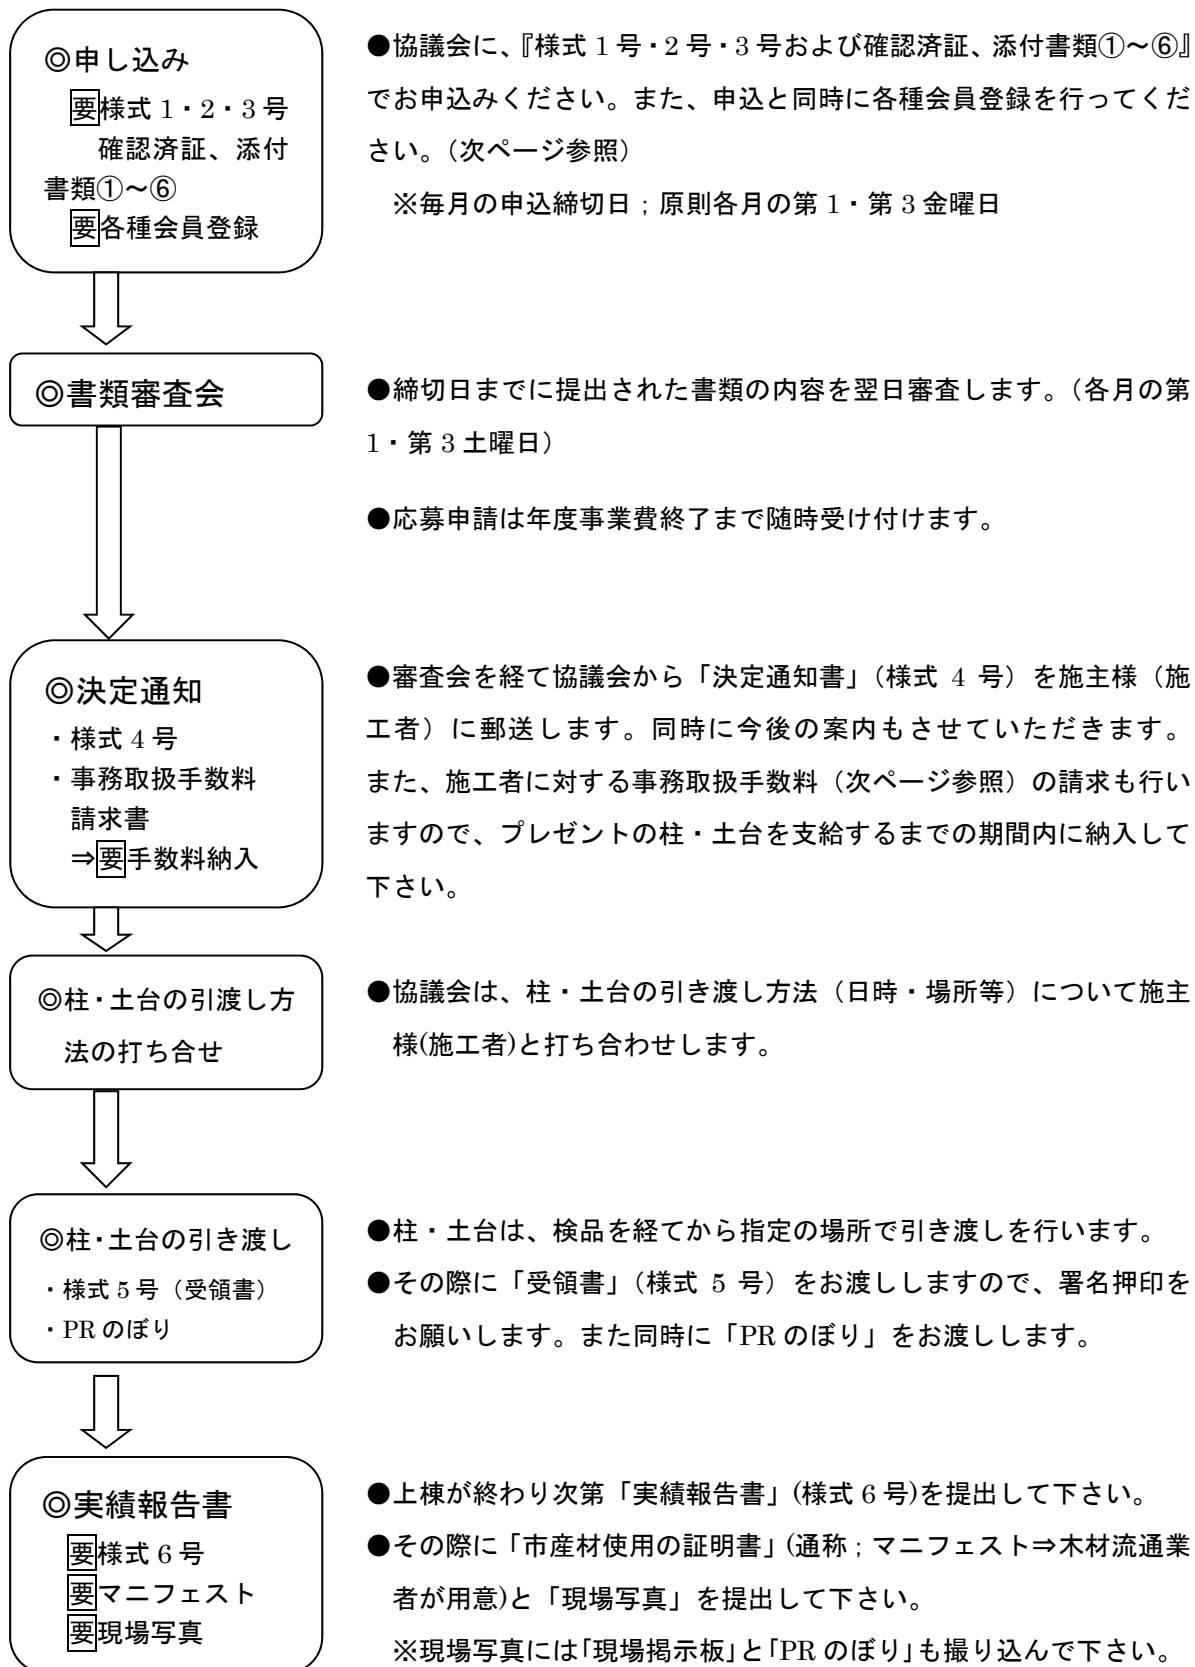 ◎申し込み
要様式 1・2・3 号
確認済証、添付
書類①～⑥
要各種会員登録
●協議会に、『様式 1 号・2 号・3 号および確認済証、添付書類①～⑥』
でお申込みください。また、申込と同時に各種会員登録を行ってくだ
さい。（次ページ参照）
※毎月の申込締切日；原則各月の第 1・第 3 金曜日
◎書類審査会
●締切日までに提出された書類の内容を翌日審査します。（各月の第
1・第 3 土曜日）
●応募申請は年度事業費終了まで随時受け付けます。
◎決定通知
・様式 4 号
・事務取扱手数料
請求書
⇒要手数料納入
●審査会を経て協議会から「決定通知書」（様式 4 号）を施主様（施
工者）に郵送します。同時に今後の案内もさせていただきます。
また、施工者に対する事務取扱手数料（次ページ参照）の請求も行い
ますので、プレゼントの柱・土台を支給するまでの期間内に納入して
下さい。
◎柱・土台の引渡し方
法の打ち合せ
●協議会は、柱・土台の引き渡し方法（日時・場所等）について施主
様(施工者)と打ち合わせします。
◎柱・土台の引き渡し
・様式 5 号（受領書）
・PR のぼり
●柱・土台は、検品を経てから指定の場所で引き渡しを行います。
●その際に「受領書」（様式 5 号）をお渡ししますので、署名押印を
お願いします。また同時に「PR のぼり」をお渡しします。
◎実績報告書
要様式 6 号
要マニフェスト
要現場写真
●上棟が終わり次第「実績報告書」(様式 6 号)を提出して下さい。
●その際に「市産材使用の証明書」(通称；マニフェスト⇒木材流通業
者が用意)と「現場写真」を提出して下さい。
※現場写真には「現場掲示板」と「PR のぼり」も撮り込んで下さい。